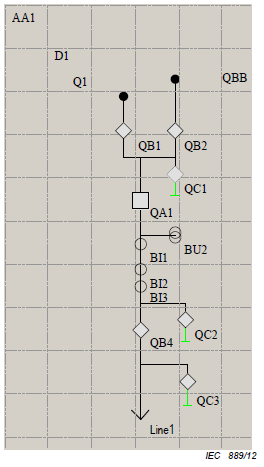 AA1
D1
Q1
QBB
QB1
QB2
QC1
QA1
BI1
BU2
BI2
BI3
QC2
QB4
QC3
Line1
IEC 889/12